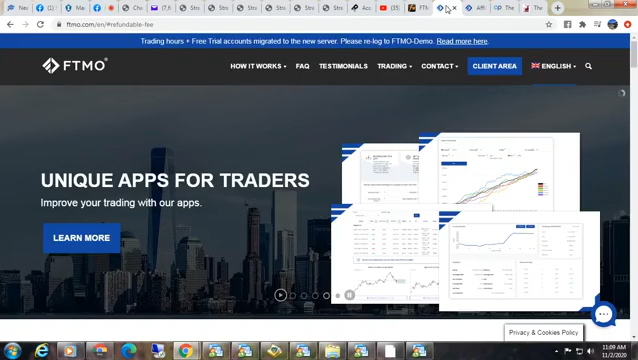 ftmo.com/en/#refundable-fee
Trading hours + Free Trial accounts migrated to the new server. Please re-log to FTMO-Demo. Read more here.
FTMO®
HOW IT WORKS
FAQ
TESTIMONIALS
TRADING
CONTACT
CLIENT AREA
ENGLISH
UNIQUE APPS FOR TRADERS
Improve your trading with our apps.
LEARN MORE
Privacy & Cookies Policy
11:09 AM
11/2/2020